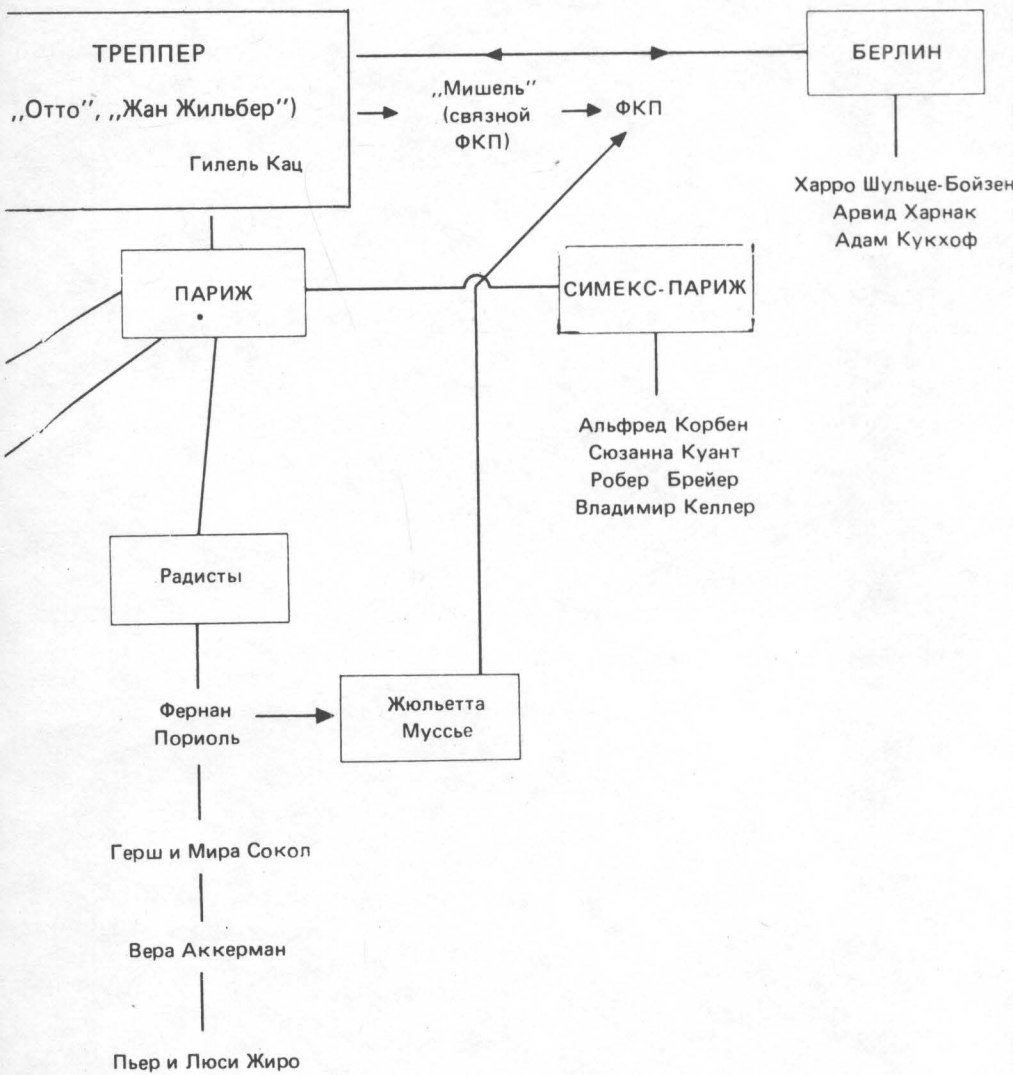 ТРЕППЕР
,,Отто'', ,,Жан Жильбер'')
Гилель Кац
,,Мишель''
(связной
ФКП)
ФКП
БЕРЛИН
Харро Шульце-Бойзен
Арвид Харнак
Адам Кукхоф
ПАРИЖ
СИМЕКС-ПАРИЖ
Альфред Корбен
Сюзанна Куант
Робер Брейер
Владимир Келлер
Радисты
Фернан
Пориоль
Жюльетта
Муссье
Герш и Мира Сокол
Вера Аккерман
Пьер и Люси Жиро